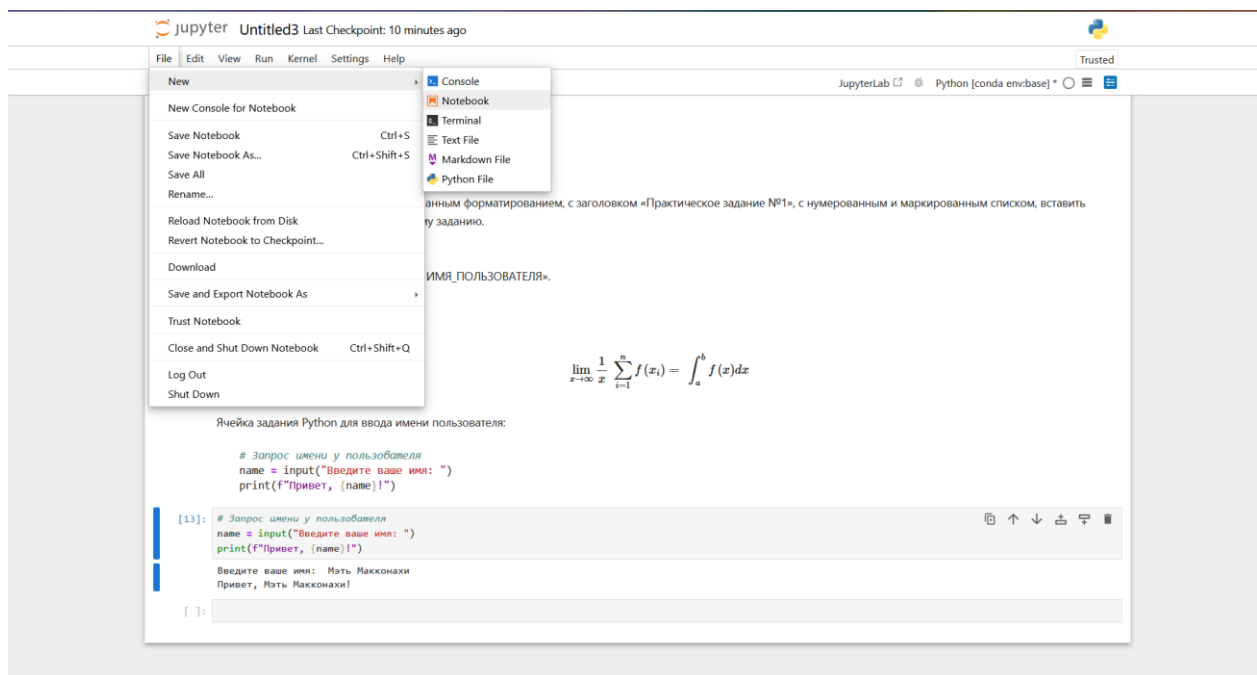 jupyter Untitled3 Last Checkpoint: 10 minutes ago
File Edit View Run Kernel Settings Help Trusted
JupyterLab Python [conda env:base] *
New
New Console for Notebook
Save Notebook Ctrl+S
Save Notebook As... Ctrl+Shift+S
Save All
Rename...
Reload Notebook from Disk
Revert Notebook to Checkpoint...
Download
Save and Export Notebook As
Trust Notebook
Close and Shut Down Notebook Ctrl+Shift+Q
Log Out
Shut Down
Console
Notebook
Terminal
Text File
Markdown File
Python File
анным форматированием, с заголовком «Практическое задание №1», с нумерованным и маркированным списком, вставить
му заданию.
ИМЯ_ПОЛЬЗОВАТЕЛЯ».
lim x→∞ 1/x ∑ i=1 n f(xi) = ∫ a b f(x)dx
Ячейка задания Python для ввода имени пользователя:
# Запрос имени у пользователя
name = input("Введите ваше имя: ")
print(f"Привет, {name}!")
[13]: # Запрос имени у пользователя
name = input("Введите ваше имя: ")
print(f"Привет, {name}!")
Введите ваше имя: Мэть Макконахи
Привет, Мэть Макконахи!
[ ]: